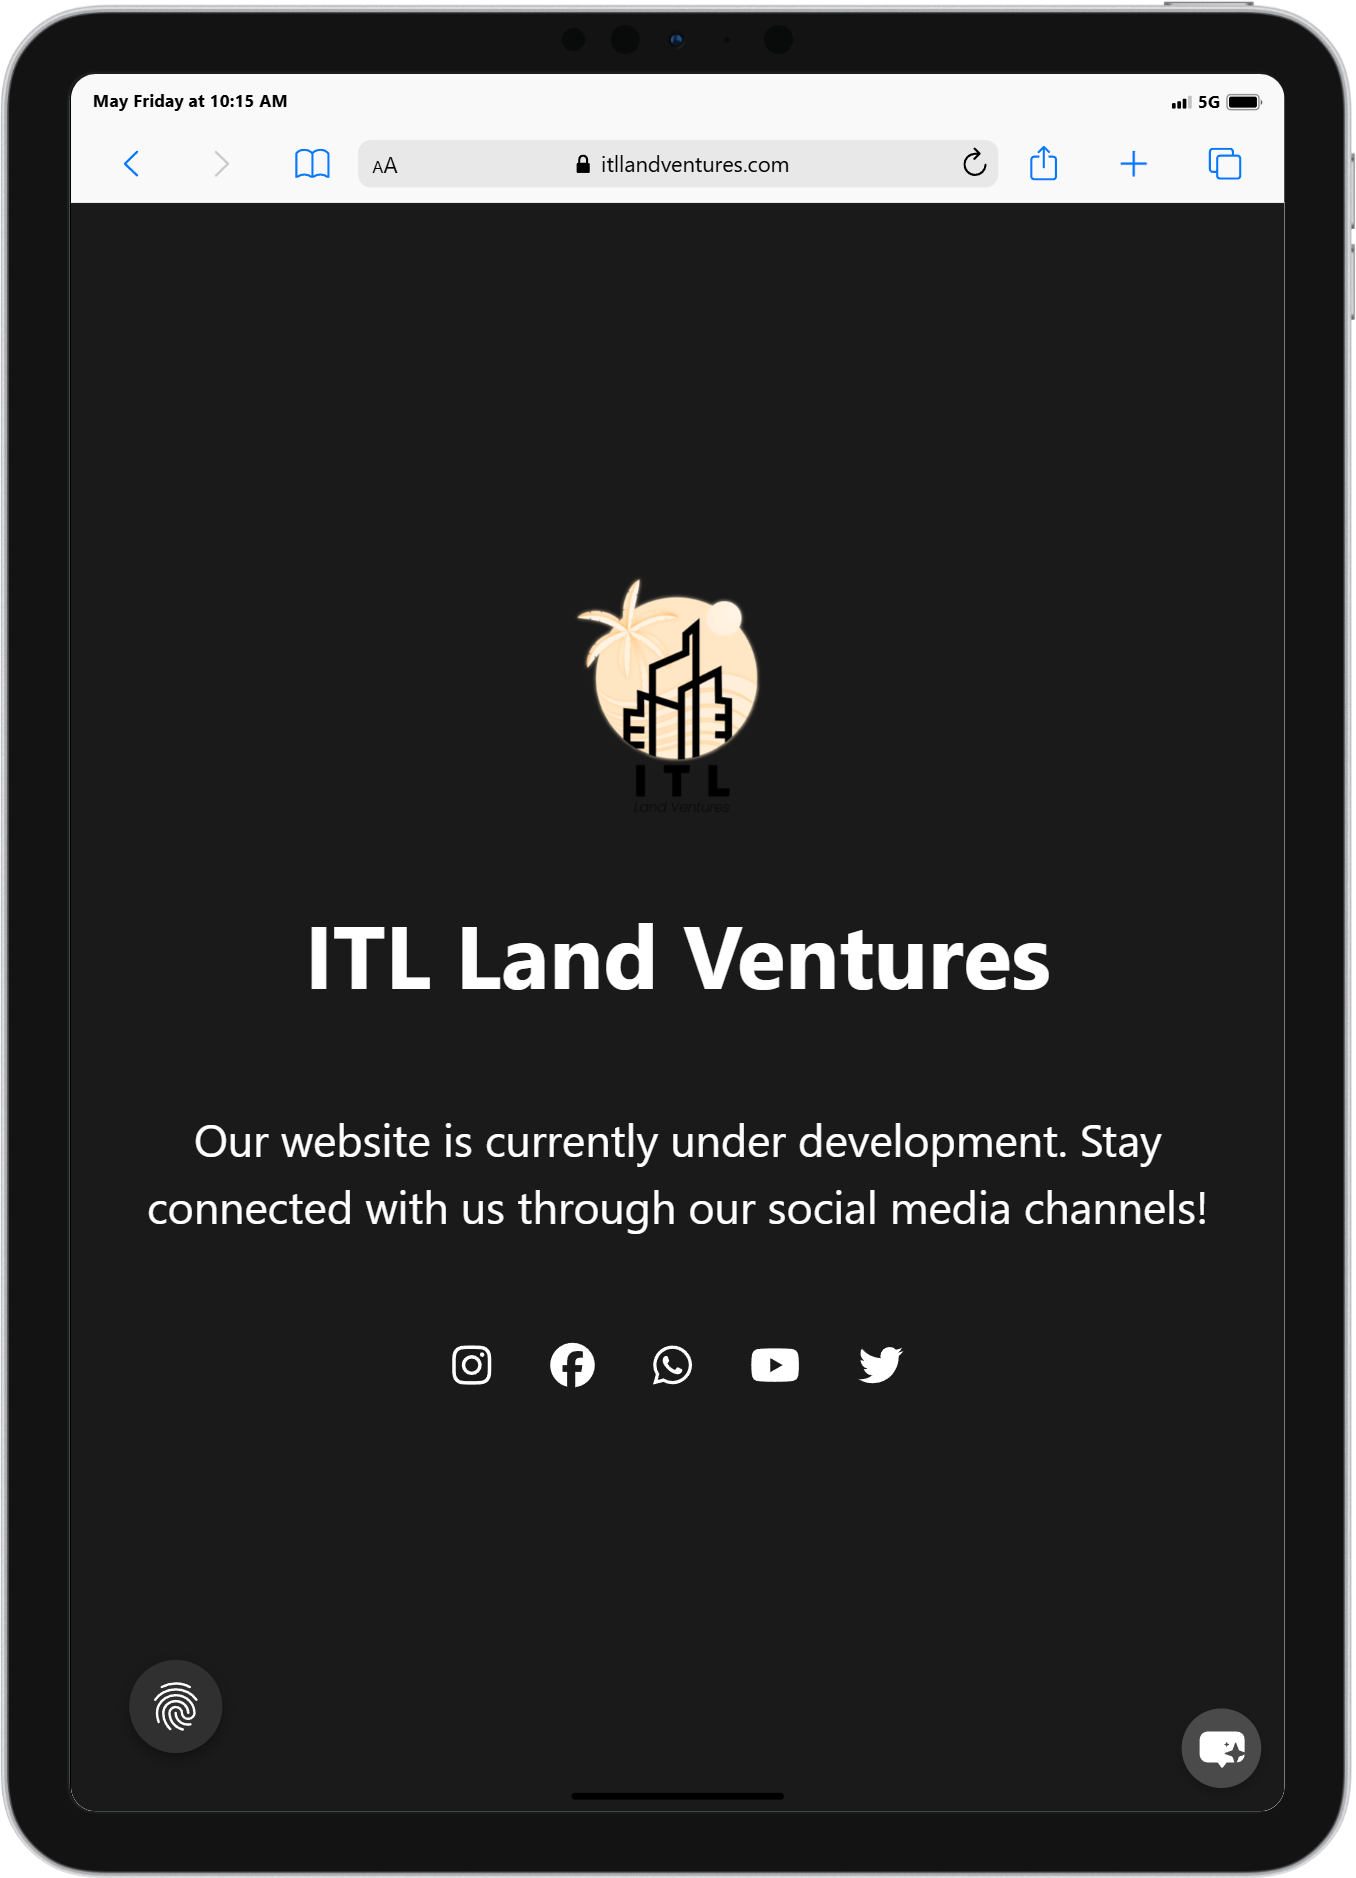 May Friday at 10:15 AM
5G
AA
itllandventures.com
ITL
Land Ventures
ITL Land Ventures
Our website is currently under development. Stay
connected with us through our social media channels!